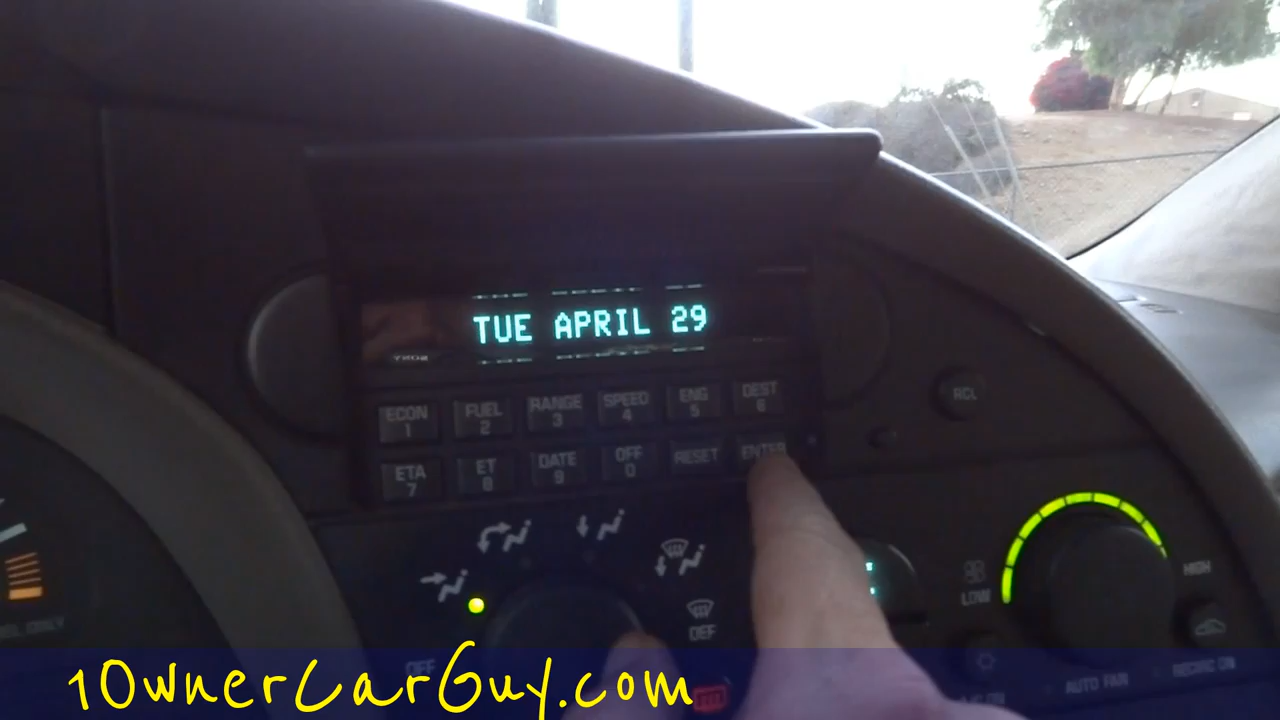 TUE APRIL 29
ECON FUEL RANGE SPEED ENG DEST
1 2 3 4 5 6
ETA ET DATE OFF RESET ENTER
7 8 9 0
RCL
HIGH
LOW
DEF
OFF
AUTO FAN
RECIRC ON
1OwnerCarGuy.com